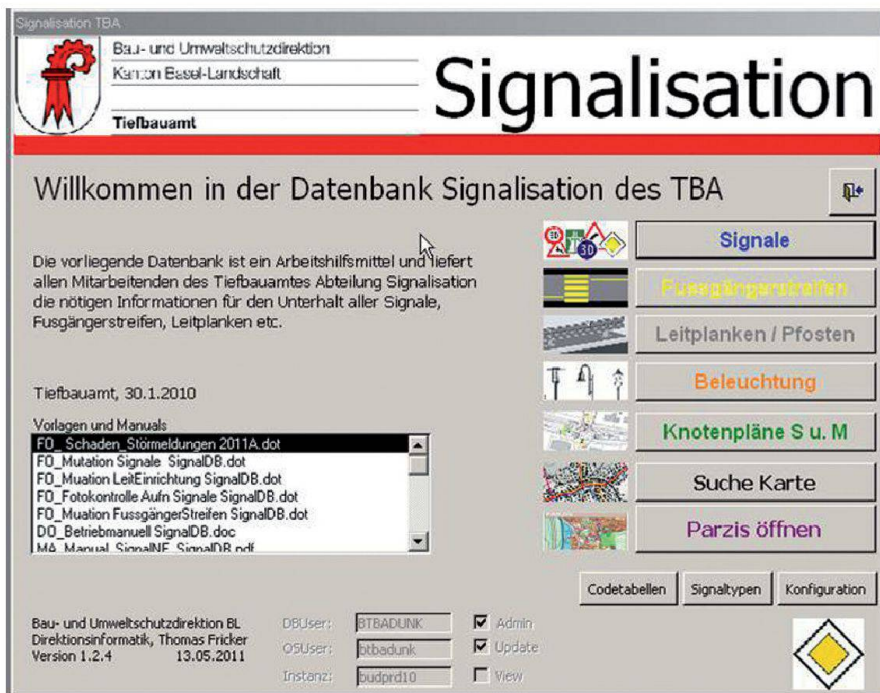 Signalisation TBA
Bau- und Umweltschutzdirektion
Kanton Basel-Landschaft
Tiefbauamt
Signalisation
Willkommen in der Datenbank Signalisation des TBA
Die vorliegende Datenbank ist ein Arbeitshilfsmittel und liefert
allen Mitarbeitenden des Tiefbauamtes Abteilung Signalisation
die nötigen Informationen für den Unterhalt aller Signale,
Fusgängerstreifen, Leitplanken etc.
Tiefbauamt, 30.1.2010
Vorlagen und Manuals
FO_ Schaden_Störmeldungen 2011A.dot
FO_Mutation Signale SignalDB.dot
FO_Muation LeitEinrichtung SignalDB.dot
FO_Fotokontrolle Aufn Signale SignalDB.dot
FO_Muation FussgängerStreifen SignalDB.dot
DO_Betriebmanuell SignalDB.doc
MA_Manual_SignalNE_SignalDB.pdf
Signale
Fussgängerstreifen
Leitplanken / Pfosten
Beleuchtung
Knotenpläne S u. M
Suche Karte
Parzis öffnen
Codetabellen Signaltypen Konfiguration
Bau- und Umweltschutzdirektion BL
Direktionsinformatik, Thomas Fricker
Version 1.2.4 13.05.2011
DBUser: BTBADUNK Admin
OSUser: btbadunk Update
Instanz: budprd10 View